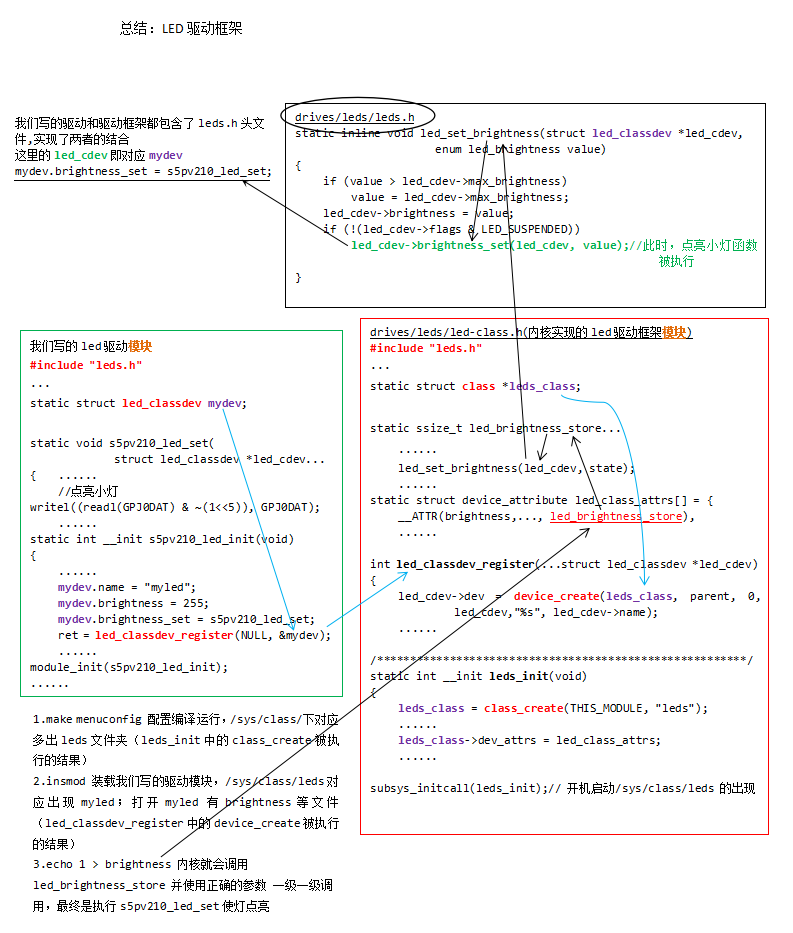 总结：LED 驱动框架
我们写的驱动和驱动框架都包含了 leds.h 头文
件,实现了两者的结合
这里的 led_cdev 即对应 mydev
mydev.brightness_set = s5pv210_led_set;
drives/leds/leds.h
static inline void led_set_brightness(struct led_classdev *led_cdev,
enum led_brightness value)
{
if (value > led_cdev->max_brightness)
value = led_cdev->max_brightness;
led_cdev->brightness = value;
if (!(led_cdev->flags & LED_SUSPENDED))
led_cdev->brightness_set(led_cdev, value);//此时，点亮小灯函数
被执行
}
我们写的 led 驱动模块
#include "leds.h"
...
static struct led_classdev mydev;
static void s5pv210_led_set(
struct led_classdev *led_cdev...
{ ......
//点亮小灯
writel((readl(GPJ0DAT) & ~(1<<5)), GPJ0DAT);
......
static int __init s5pv210_led_init(void)
{
......
mydev.name = "myled";
mydev.brightness = 255;
mydev.brightness_set = s5pv210_led_set;
ret = led_classdev_register(NULL, &mydev);
......
module_init(s5pv210_led_init);
......
drives/leds/led-class.h(内核实现的 led 驱动框架模块)
#include "leds.h"
...
static struct class *leds_class;
static ssize_t led_brightness_store...
......
led_set_brightness(led_cdev, state);
......
static struct device_attribute led_class_attrs[] = {
__ATTR(brightness,..., led_brightness_store),
......
int led_classdev_register(...struct led_classdev *led_cdev)
{
led_cdev->dev = device_create(leds_class, parent, 0,
led_cdev,"%s", led_cdev->name);
......
/*********************************************************/
static int __init leds_init(void)
{
leds_class = class_create(THIS_MODULE, "leds");
......
leds_class->dev_attrs = led_class_attrs;
......
subsys_initcall(leds_init);// 开机启动/sys/class/leds 的出现
1.make menuconfig 配置编译运行，/sys/class/下对应
多出 leds 文件夹（leds_init 中的 class_create 被执
行的结果）
2.insmod 装载我们写的驱动模块，/sys/class/leds 对
应出现 myled；打开 myled 有 brightness 等文件
（led_classdev_register 中的 device_create 被执行
的结果）
3.echo 1 > brightness 内核就会调用
led_brightness_store 并使用正确的参数 一级一级调
用，最终是执行 s5pv210_led_set 使灯点亮